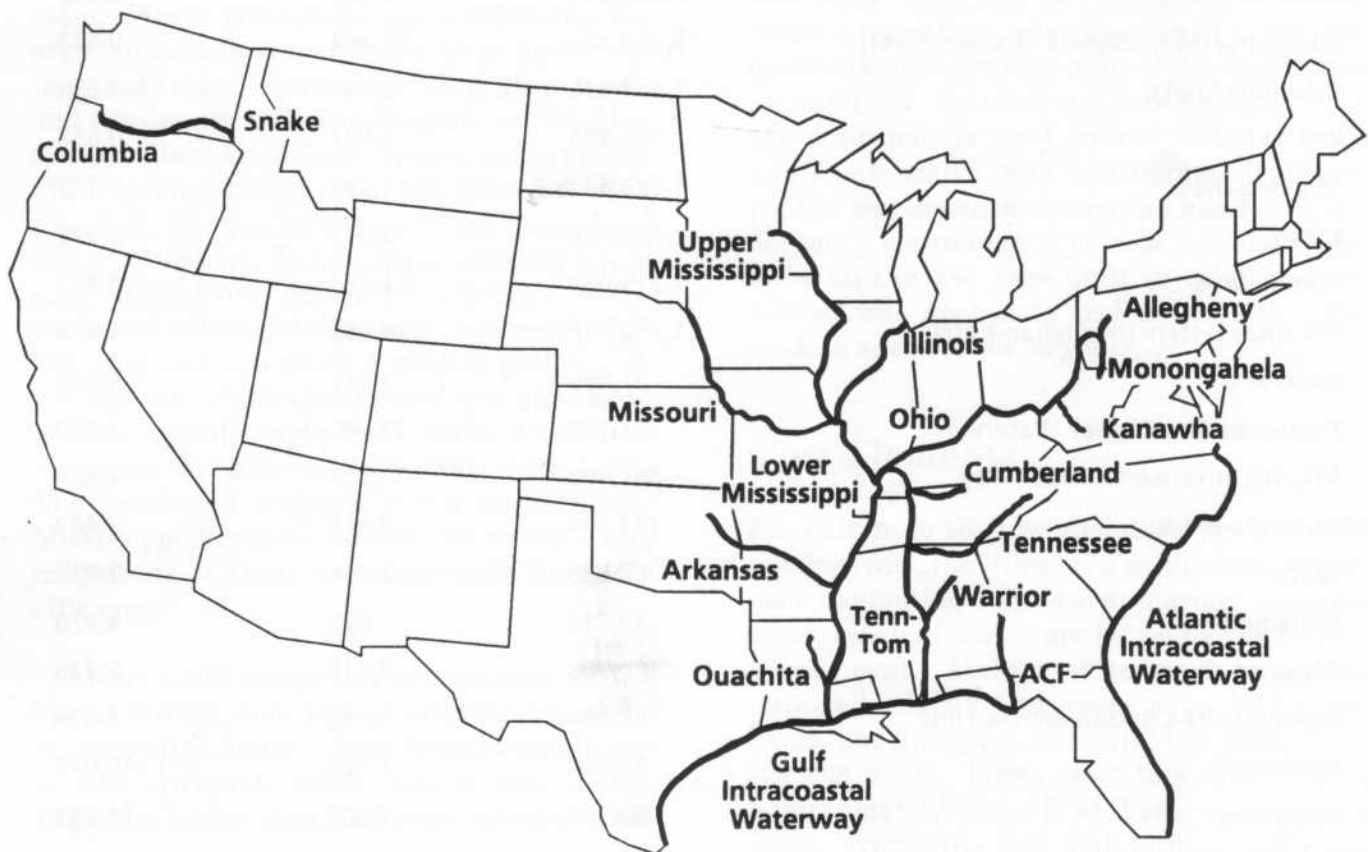 Snake
Columbia
Upper
Mississippi
Allegheny
Illinois
Monongahela
Missouri
Ohio
Kanawha
Lower
Mississippi
Cumberland
Tennessee
Arkansas
Warrior
Tenn-
Tom
Atlantic
Intracoastal
Waterway
Ouachita
ACF
Gulf
Intracoastal
Waterway